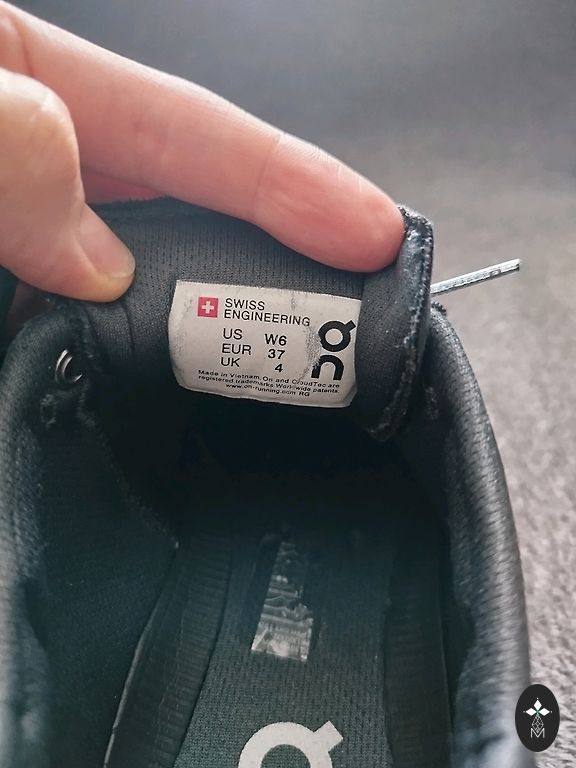 SWISS
ENGINEERING
US W6
EUR 37
UK 4
On
Made in Vietnam. On and CloudTec are
registered trademarks. Worldwide patents.
www.on-running.com RG